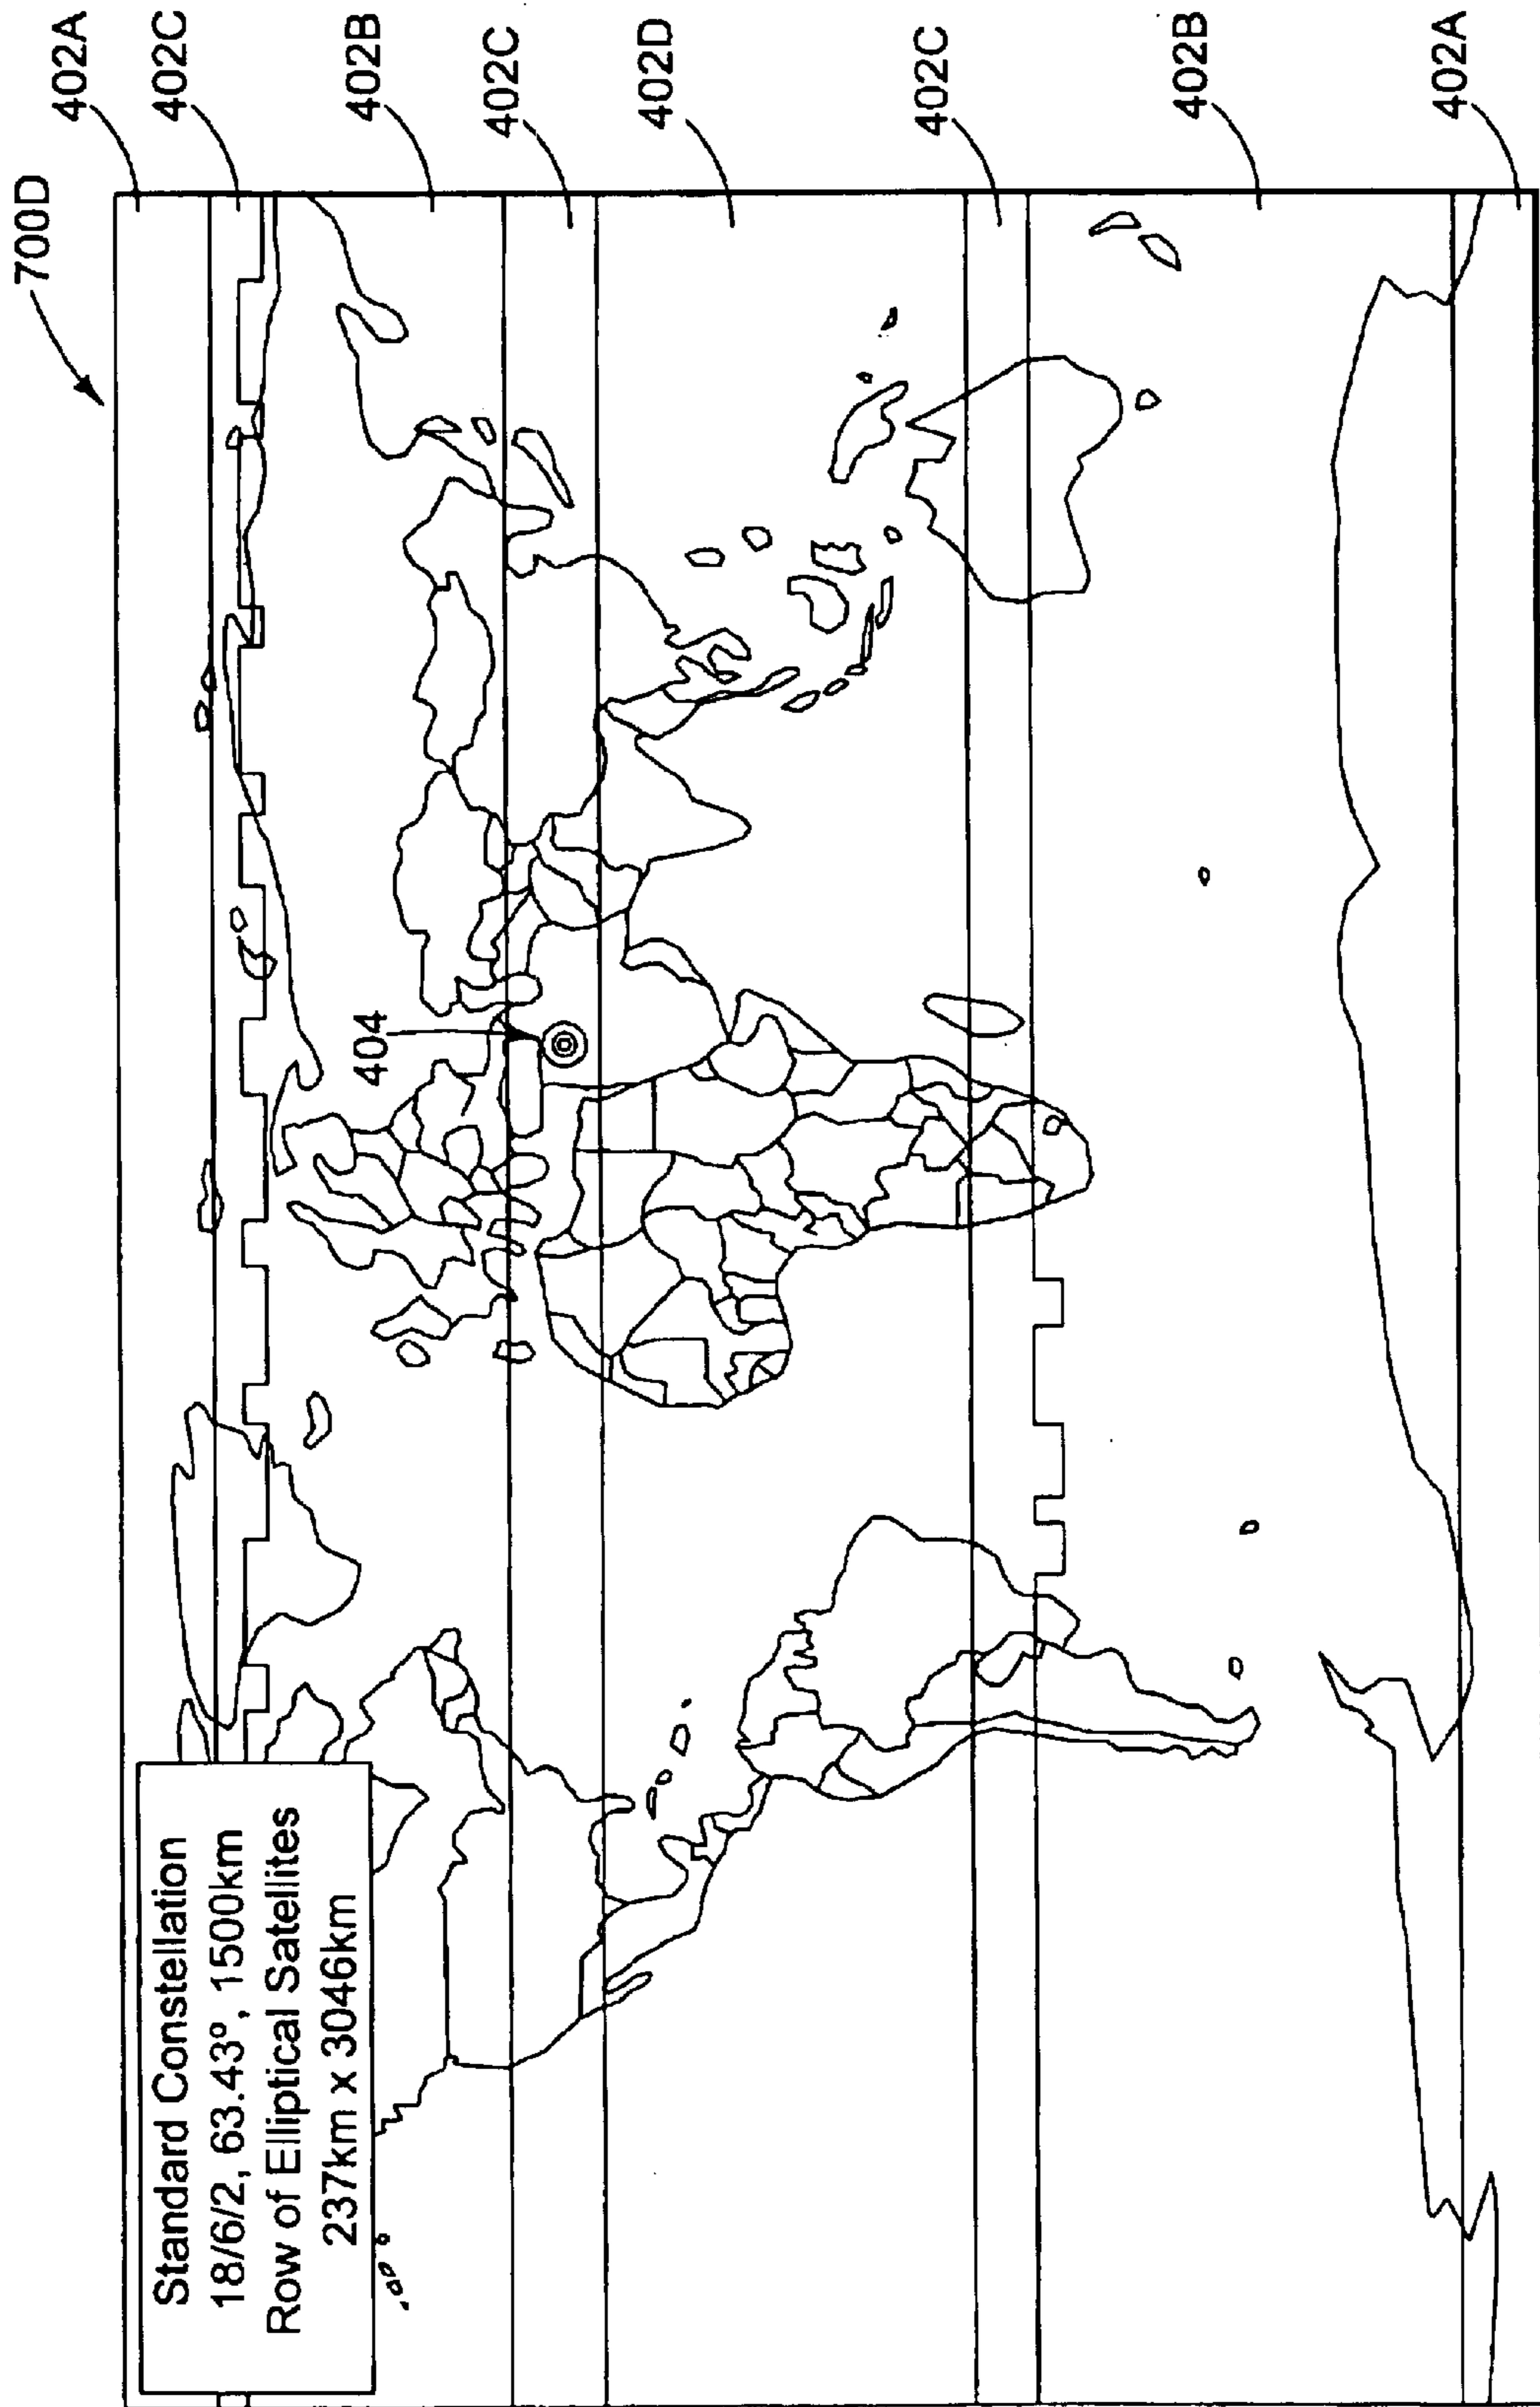 700D
402A
402C
402B
402C
402D
402C
402B
402A
404
Standard Constellation
18/6/2, 63.43º, 1500km
Row of Elliptical Satellites
237km x 3046km